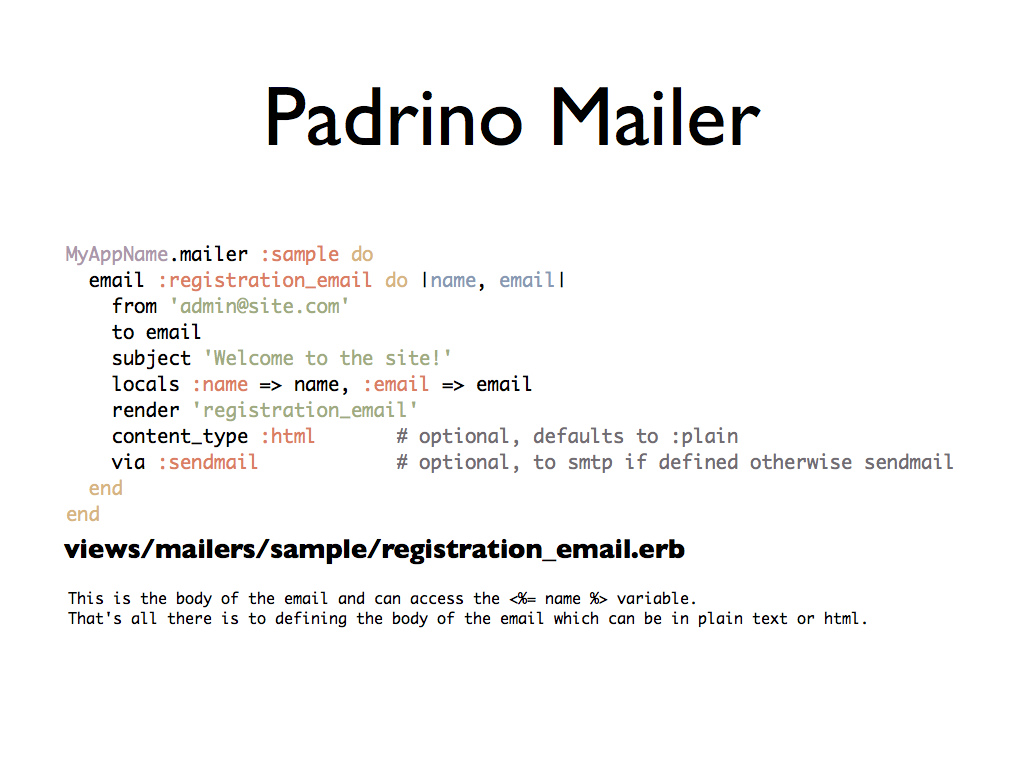 Padrino Mailer
MyAppName.mailer :sample do
  email :registration_email do |name, email|
    from 'admin@site.com'
    to email
    subject 'Welcome to the site!'
    locals :name => name, :email => email
    render 'registration_email'
    content_type :html       # optional, defaults to :plain
    via :sendmail            # optional, to smtp if defined otherwise sendmail
  end
end
views/mailers/sample/registration_email.erb
This is the body of the email and can access the <%= name %> variable.
That's all there is to defining the body of the email which can be in plain text or html.